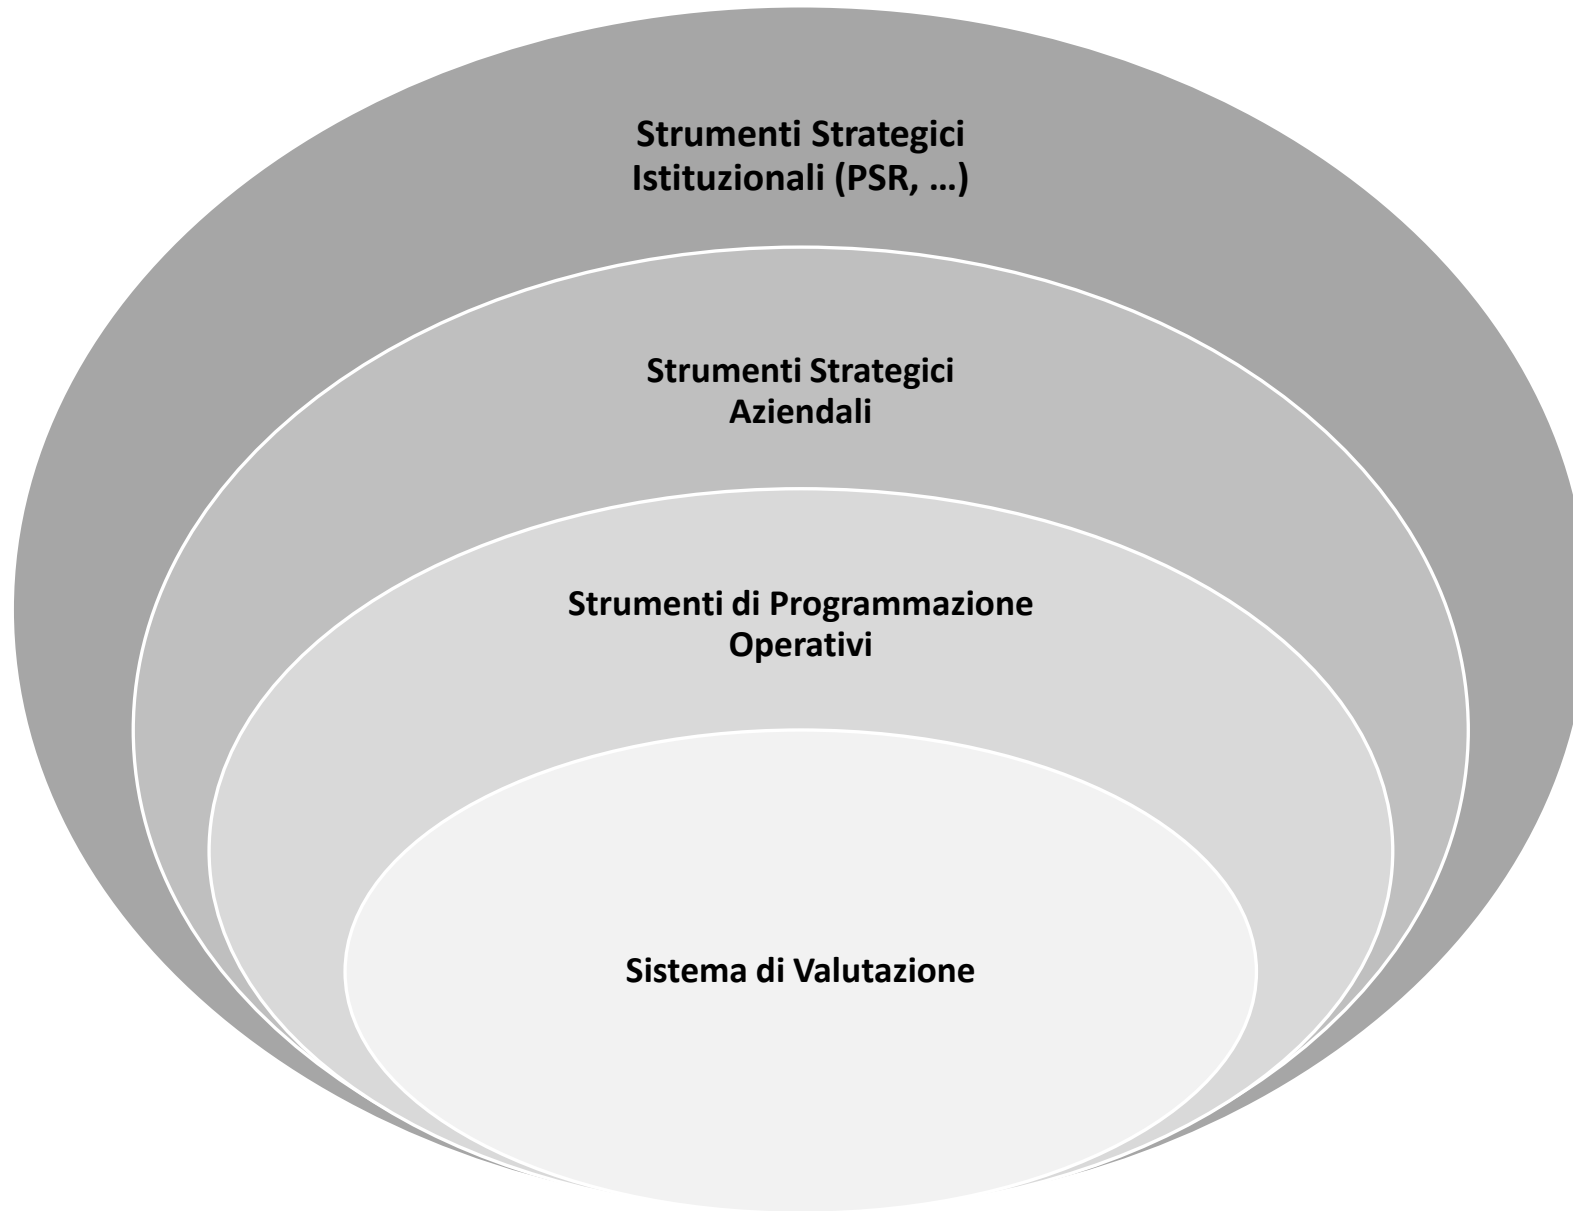 Strumenti Strategici
Istituzionali (PSR, ...)
Strumenti Strategici
Aziendali
Strumenti di Programmazione
Operativi
Sistema di Valutazione